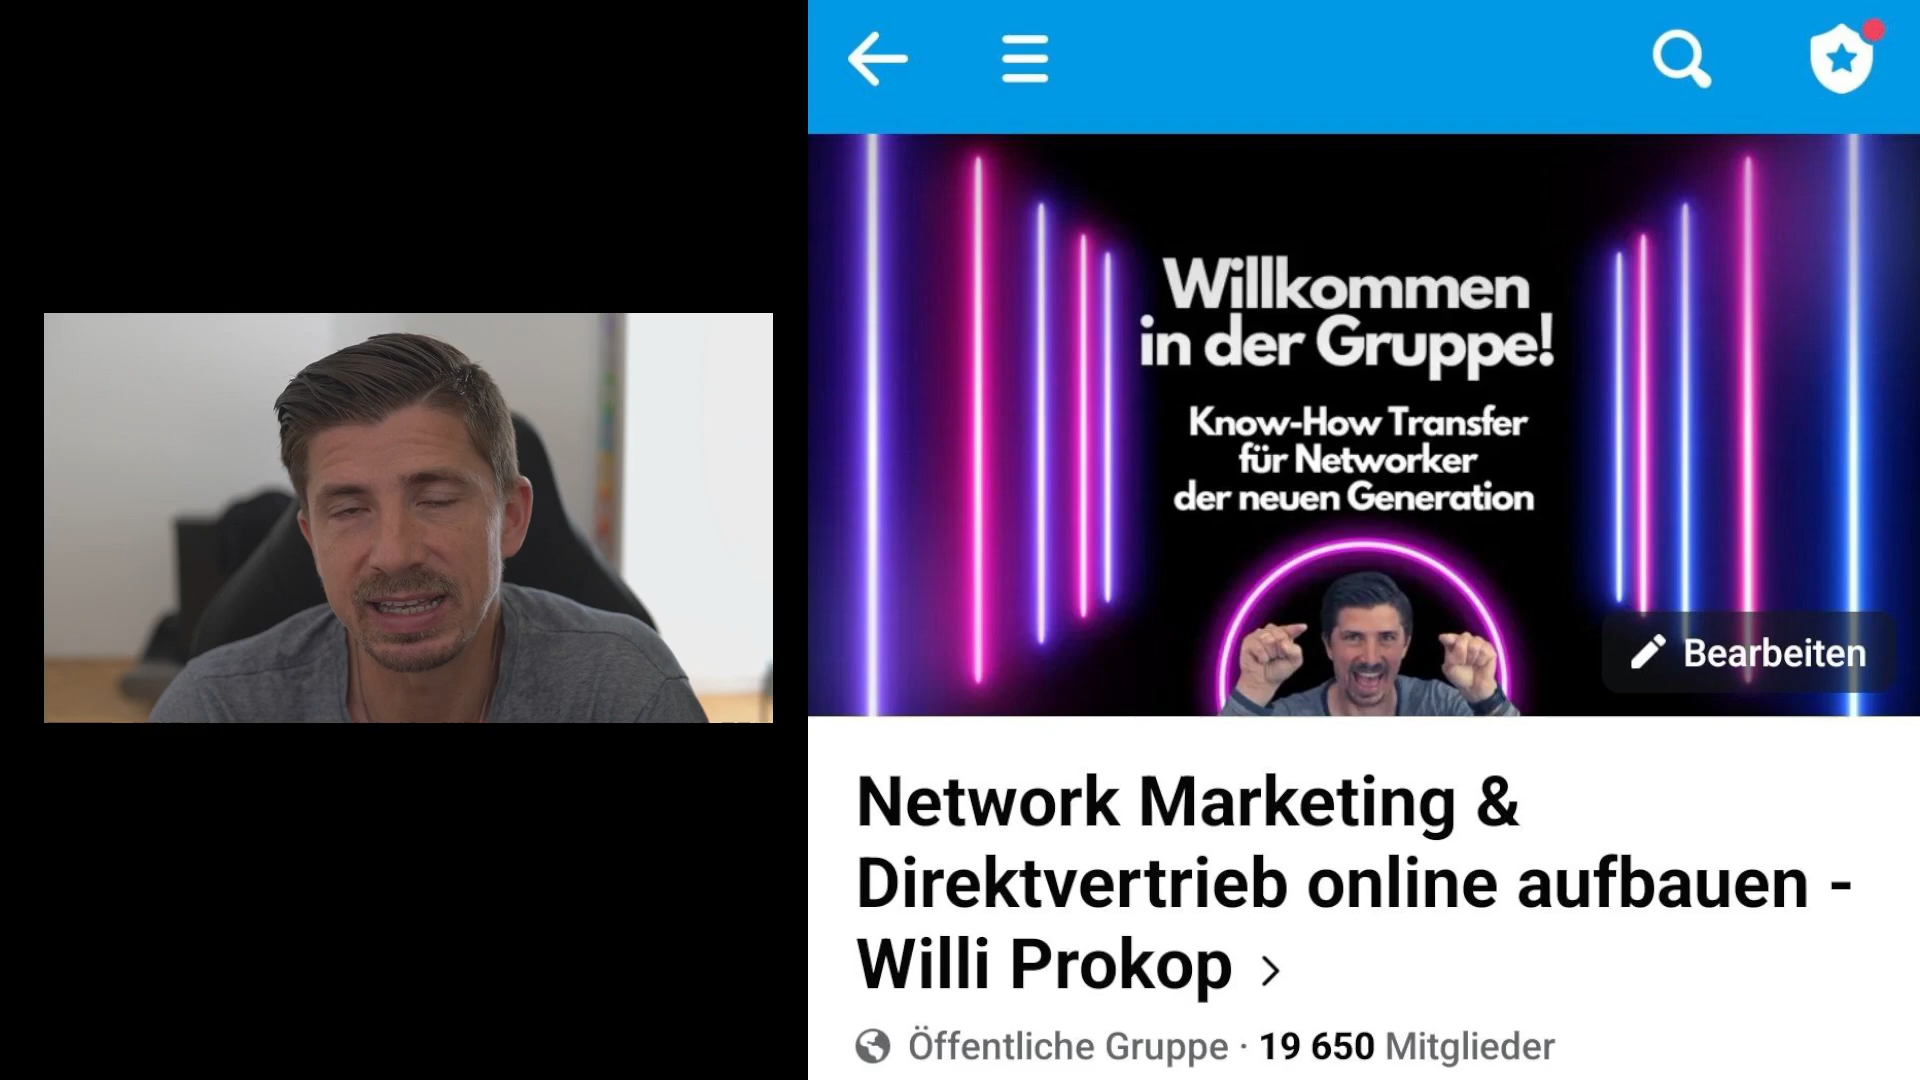 Willkommen
in der Gruppe!
Know-How Transfer
für Networker
der neuen Generation
Bearbeiten
Network Marketing &
Direktvertrieb online aufbauen -
Willi Prokop >
Öffentliche Gruppe · 19 650 Mitglieder